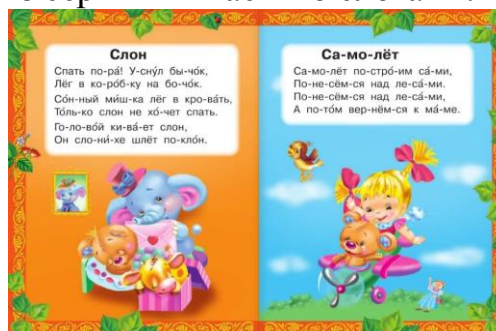 Слон
Спать по-ра́! У-сну́л бы-чо́к,
Лёг в ко-ро́б-ку на бо-чо́к.
Со́н-ный ми́ш-ка лёг в кро-ва́ть,
То́ль-ко слон не хо́-чет спать.
Го-ло-во́й ки-ва́-ет слон,
Он сло-ни́-хе шлёт по-кло́н.
Са-мо-лёт
Са-мо-лёт по-стро́-им са́-ми,
По-не-сём-ся над ле-са́-ми.
По-не-сём-ся над ле-са́-ми,
А по-то́м вер-нём-ся к ма́-ме.